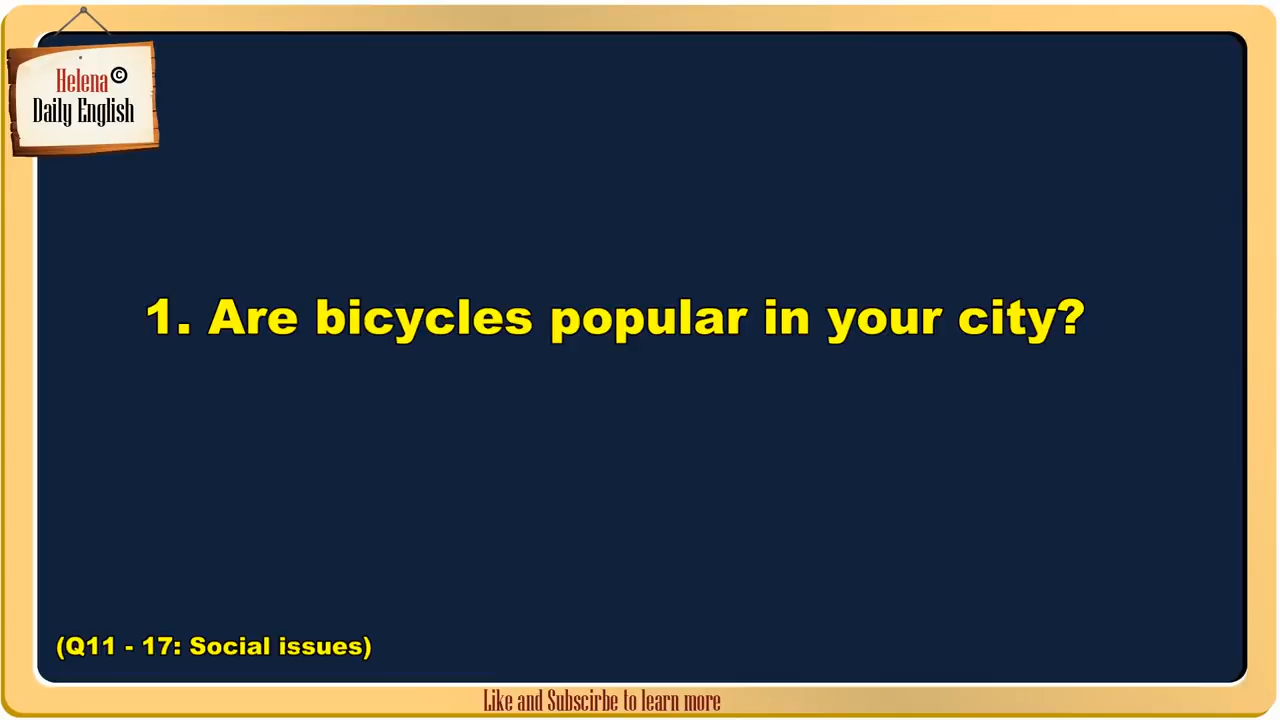 Helena ©
Daily English
1. Are bicycles popular in your city?
(Q11 - 17: Social issues)
Like and Subscirbe to learn more